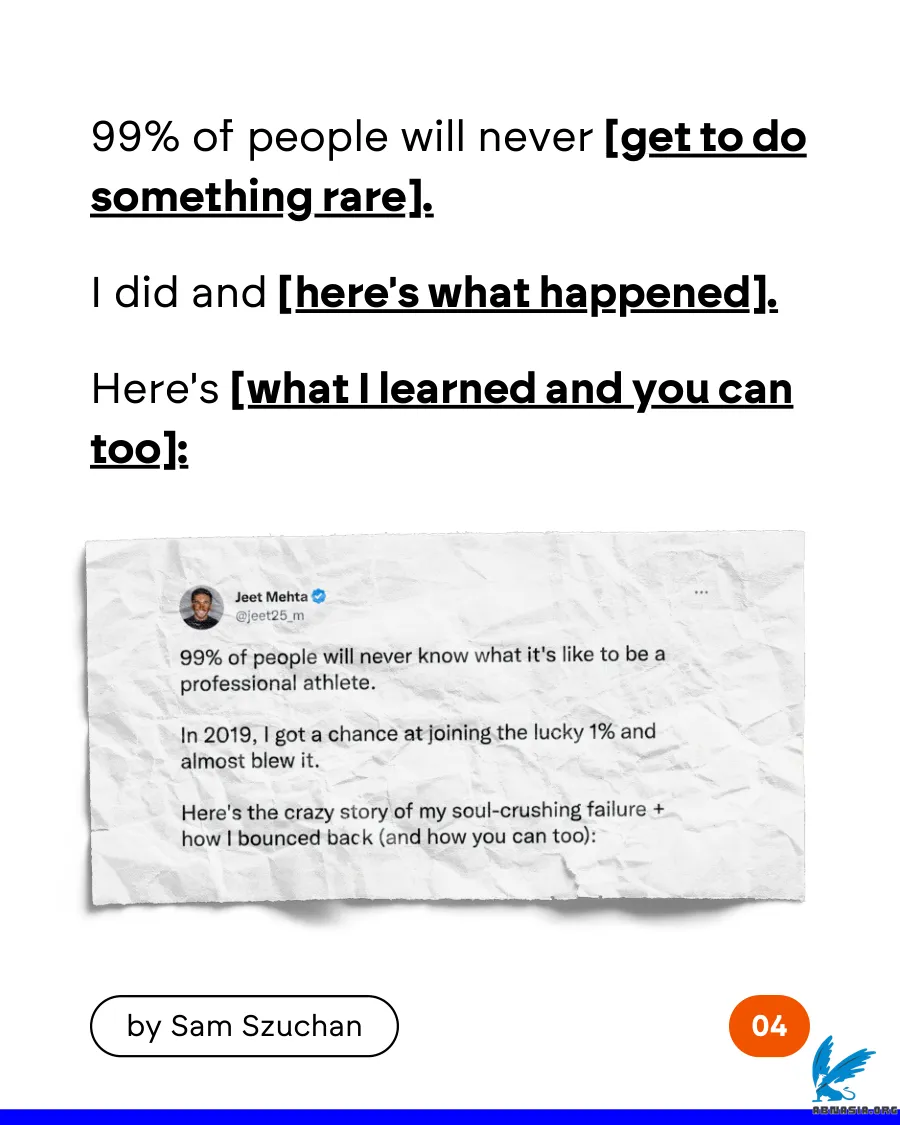 99% of people will never [get to do
something rare].
I did and [here's what happened].
Here's [what I learned and you can
too]:
Jeet Mehta
@jeet25_m
99% of people will never know what it's like to be a
professional athlete.
In 2019, I got a chance at joining the lucky 1% and
almost blew it.
Here's the crazy story of my soul-crushing failure +
how I bounced back (and how you can too):
by Sam Szuchan
04